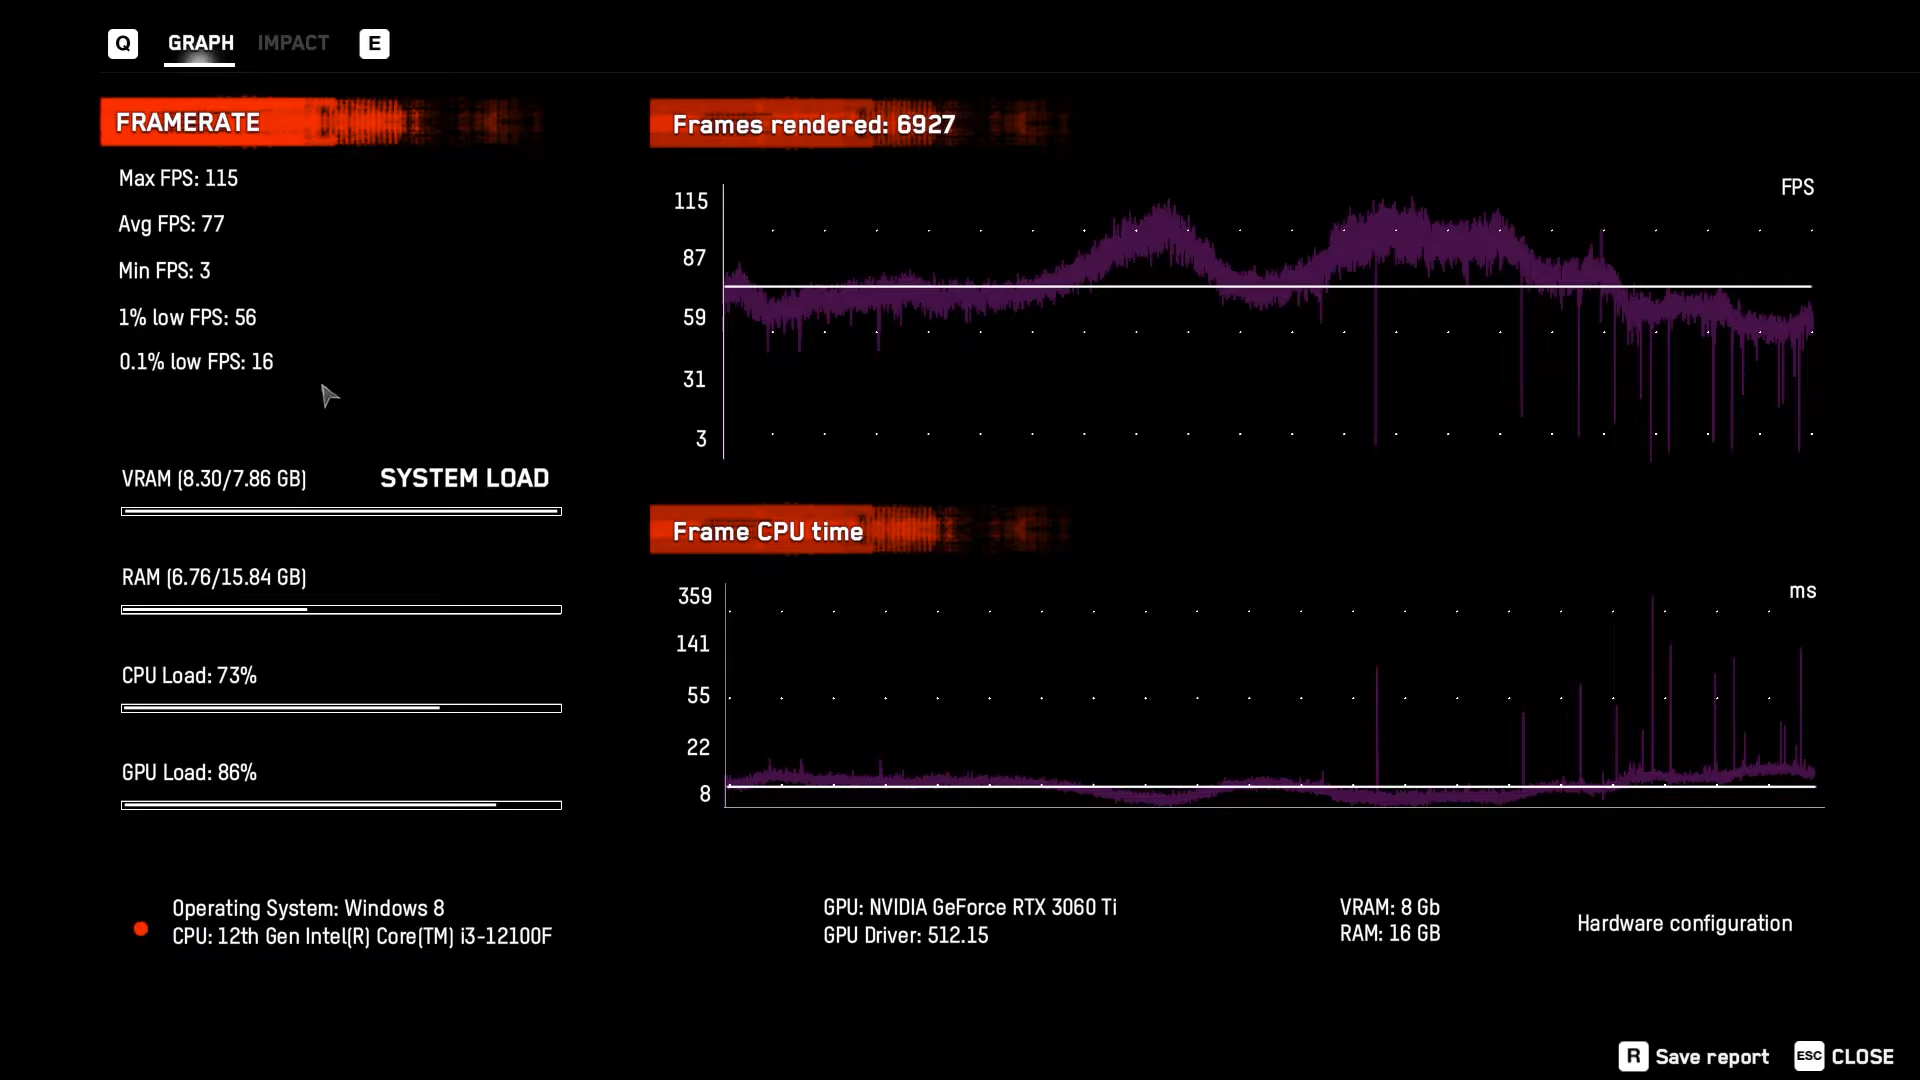 Q GRAPH IMPACT E
FRAMERATE
Max FPS: 115
Avg FPS: 77
Min FPS: 3
1% low FPS: 56
0.1% low FPS: 16
VRAM (8.30/7.86 GB) SYSTEM LOAD
RAM (6.76/15.84 GB)
CPU Load: 73%
GPU Load: 86%
Frames rendered: 6927
FPS
115
87
59
31
3
Frame CPU time
ms
359
141
55
22
8
Operating System: Windows 8
CPU: 12th Gen Intel(R) Core(TM) i3-12100F
GPU: NVIDIA GeForce RTX 3060 Ti
GPU Driver: 512.15
VRAM: 8 Gb
RAM: 16 GB
Hardware configuration
R Save report ESC CLOSE